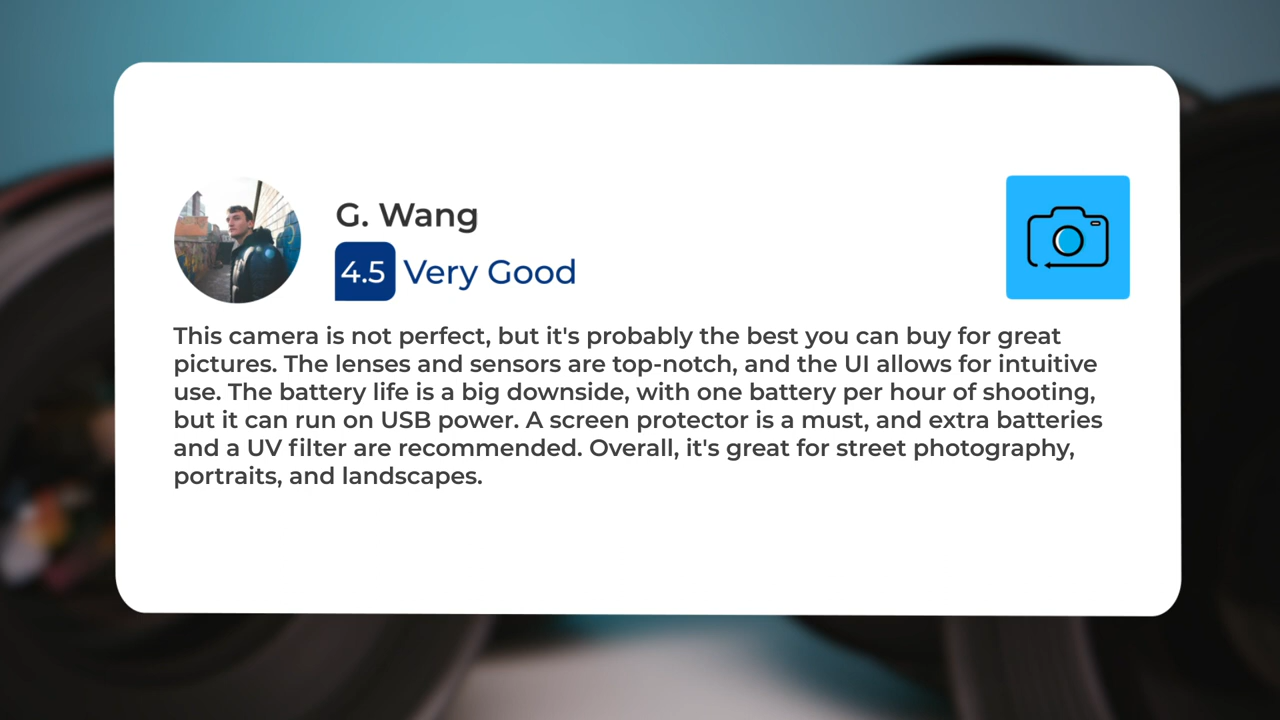 G. Wang
4.5 Very Good
This camera is not perfect, but it's probably the best you can buy for great
pictures. The lenses and sensors are top-notch, and the UI allows for intuitive
use. The battery life is a big downside, with one battery per hour of shooting,
but it can run on USB power. A screen protector is a must, and extra batteries
and a UV filter are recommended. Overall, it's great for street photography,
portraits, and landscapes.